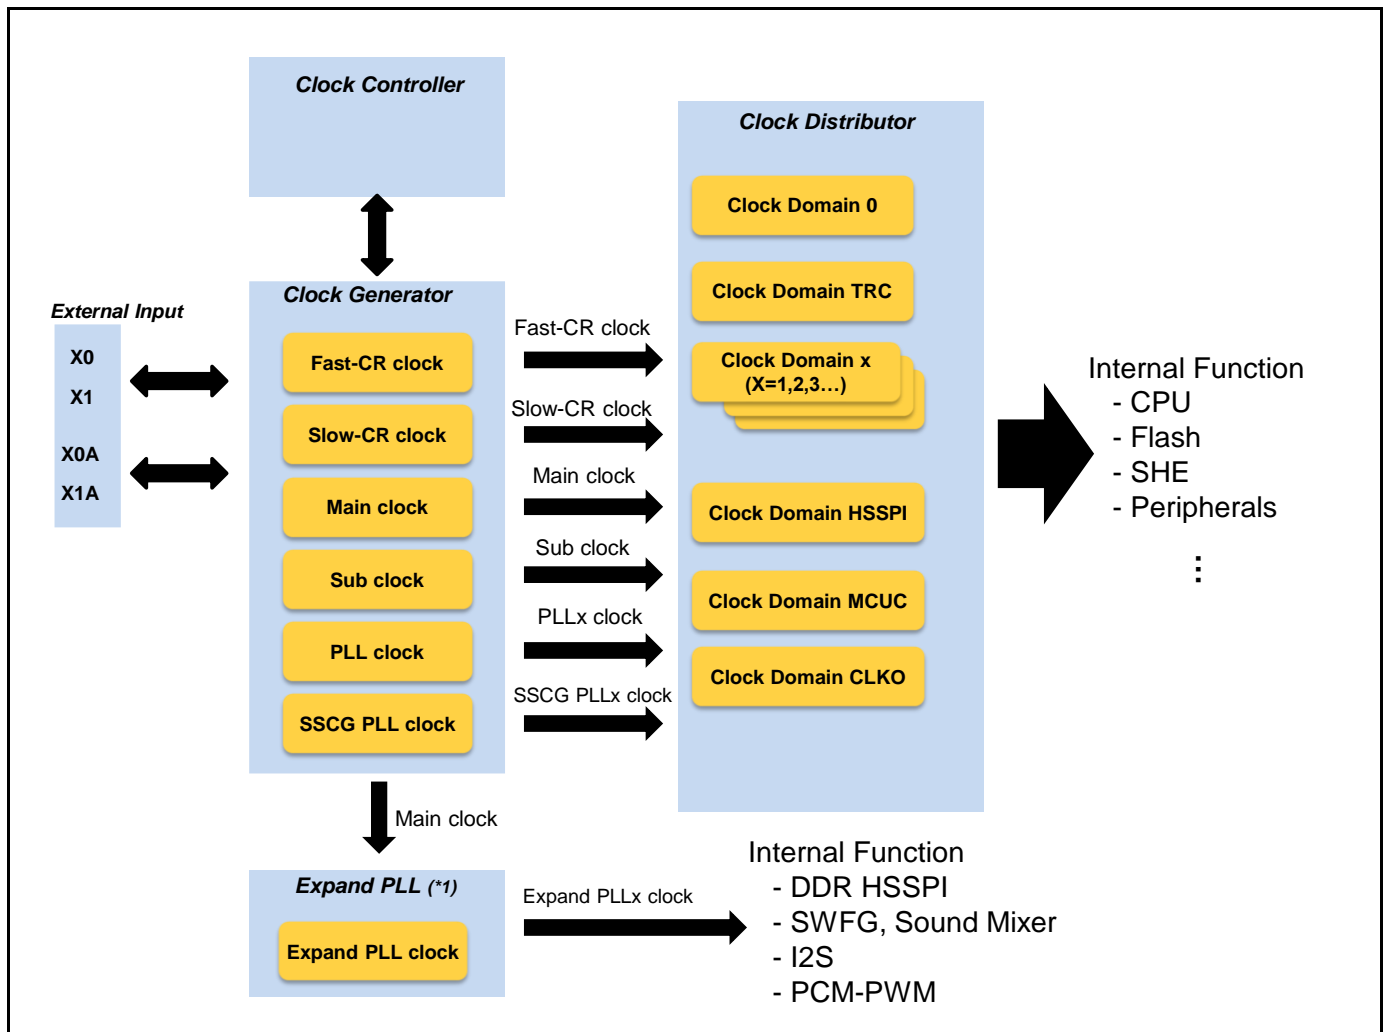 Clock Controller
External Input
X0
X1
X0A
X1A
Clock Generator
Fast-CR clock
Slow-CR clock
Main clock
Sub clock
PLL clock
SSCG PLL clock
Fast-CR clock
Slow-CR clock
Main clock
Sub clock
PLLx clock
SSCG PLLx clock
Clock Distributor
Clock Domain 0
Clock Domain TRC
Clock Domain x
(X=1,2,3…)
Clock Domain HSSPI
Clock Domain MCUC
Clock Domain CLKO
Internal Function
- CPU
- Flash
- SHE
- Peripherals
⋮
Main clock
Expand PLL (*1)
Expand PLL clock
Expand PLLx clock
Internal Function
- DDR HSSPI
- SWFG, Sound Mixer
- I2S
- PCM-PWM